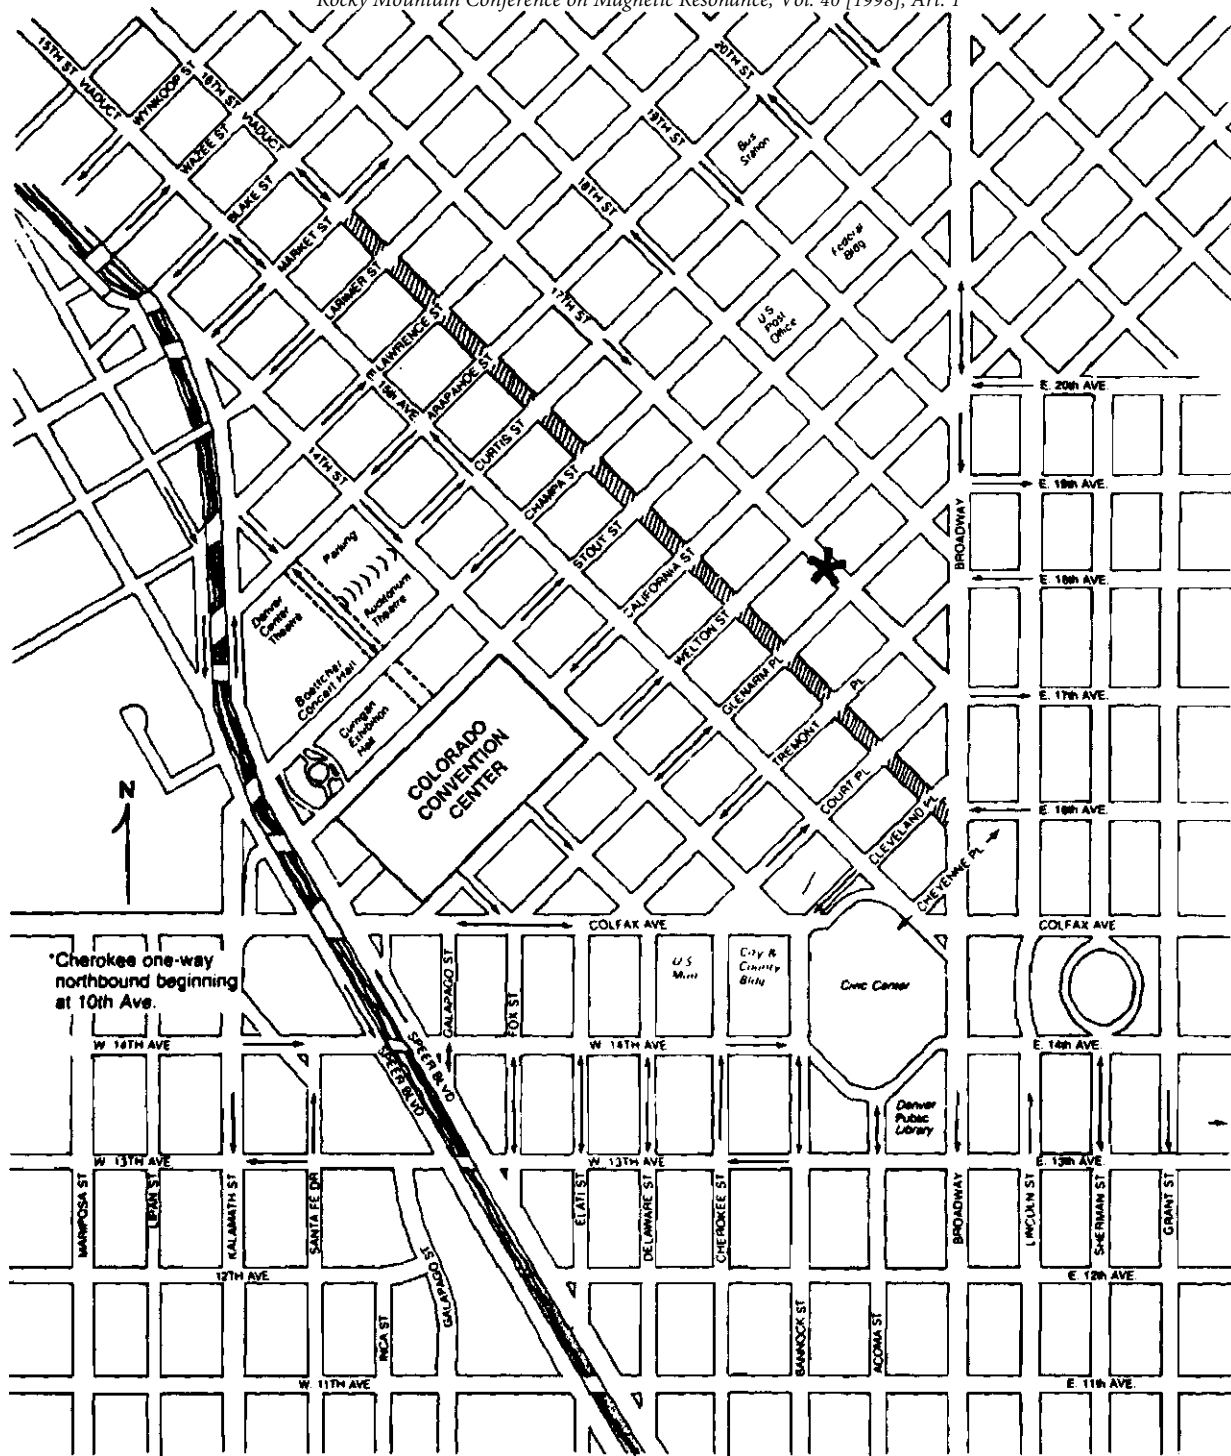 Rocky Mountain Conference on Magnetic Resonance, Vol. 40 [1998], Art. 1
15TH ST VIADUCT
WYNKOOP ST
16TH ST VIADUCT
WAZEE ST
BLAKE ST
MARKET ST
LARIMER ST
LAWRENCE ST
15th AVE
ARAPAHOE ST
CURTIS ST
CHAMPA ST
STOUT ST
CALIFORNIA ST
WELTON ST
GLENARM PL
TREMONT PL
COURT PL
CLEVELAND PL
CHEYENNE PL
20TH ST
19TH ST
18TH ST
17TH ST
14TH ST
Bus
Station
Federal
Bldg
U S
Post
Office
E. 20th AVE.
E. 19th AVE.
BROADWAY
E. 18th AVE.
E. 17th AVE.
E. 16th AVE.
Parking
Auditorium
Theatre
Denver
Center
Theatre
Boettcher
Concert Hall
Currigan
Exhibition
Hall
COLORADO
CONVENTION
CENTER
N
COLFAX AVE
COLFAX AVE
*Cherokee one-way
northbound beginning
at 10th Ave.
GALAPAGO ST
FOX ST
U S
Mint
City &
County
Bldg
Civic Center
W. 14TH AVE
W. 14TH AVE
E. 14th AVE.
SPEER BLVD
SPEER BLVD
Denver
Public
Library
W. 13TH AVE
W. 13TH AVE
E. 13th AVE.
MARIPOSA ST
LIPAN ST
KALAMATH ST
SANTA FE DR
ELATI ST
DELAWARE ST
CHEROKEE ST
BROADWAY
LINCOLN ST
SHERMAN ST
GRANT ST
12TH AVE
GALAPAGO ST
E. 12th AVE.
INCA ST
BANNOCK ST
ACOMA ST
W. 11TH AVE
E. 11th AVE.